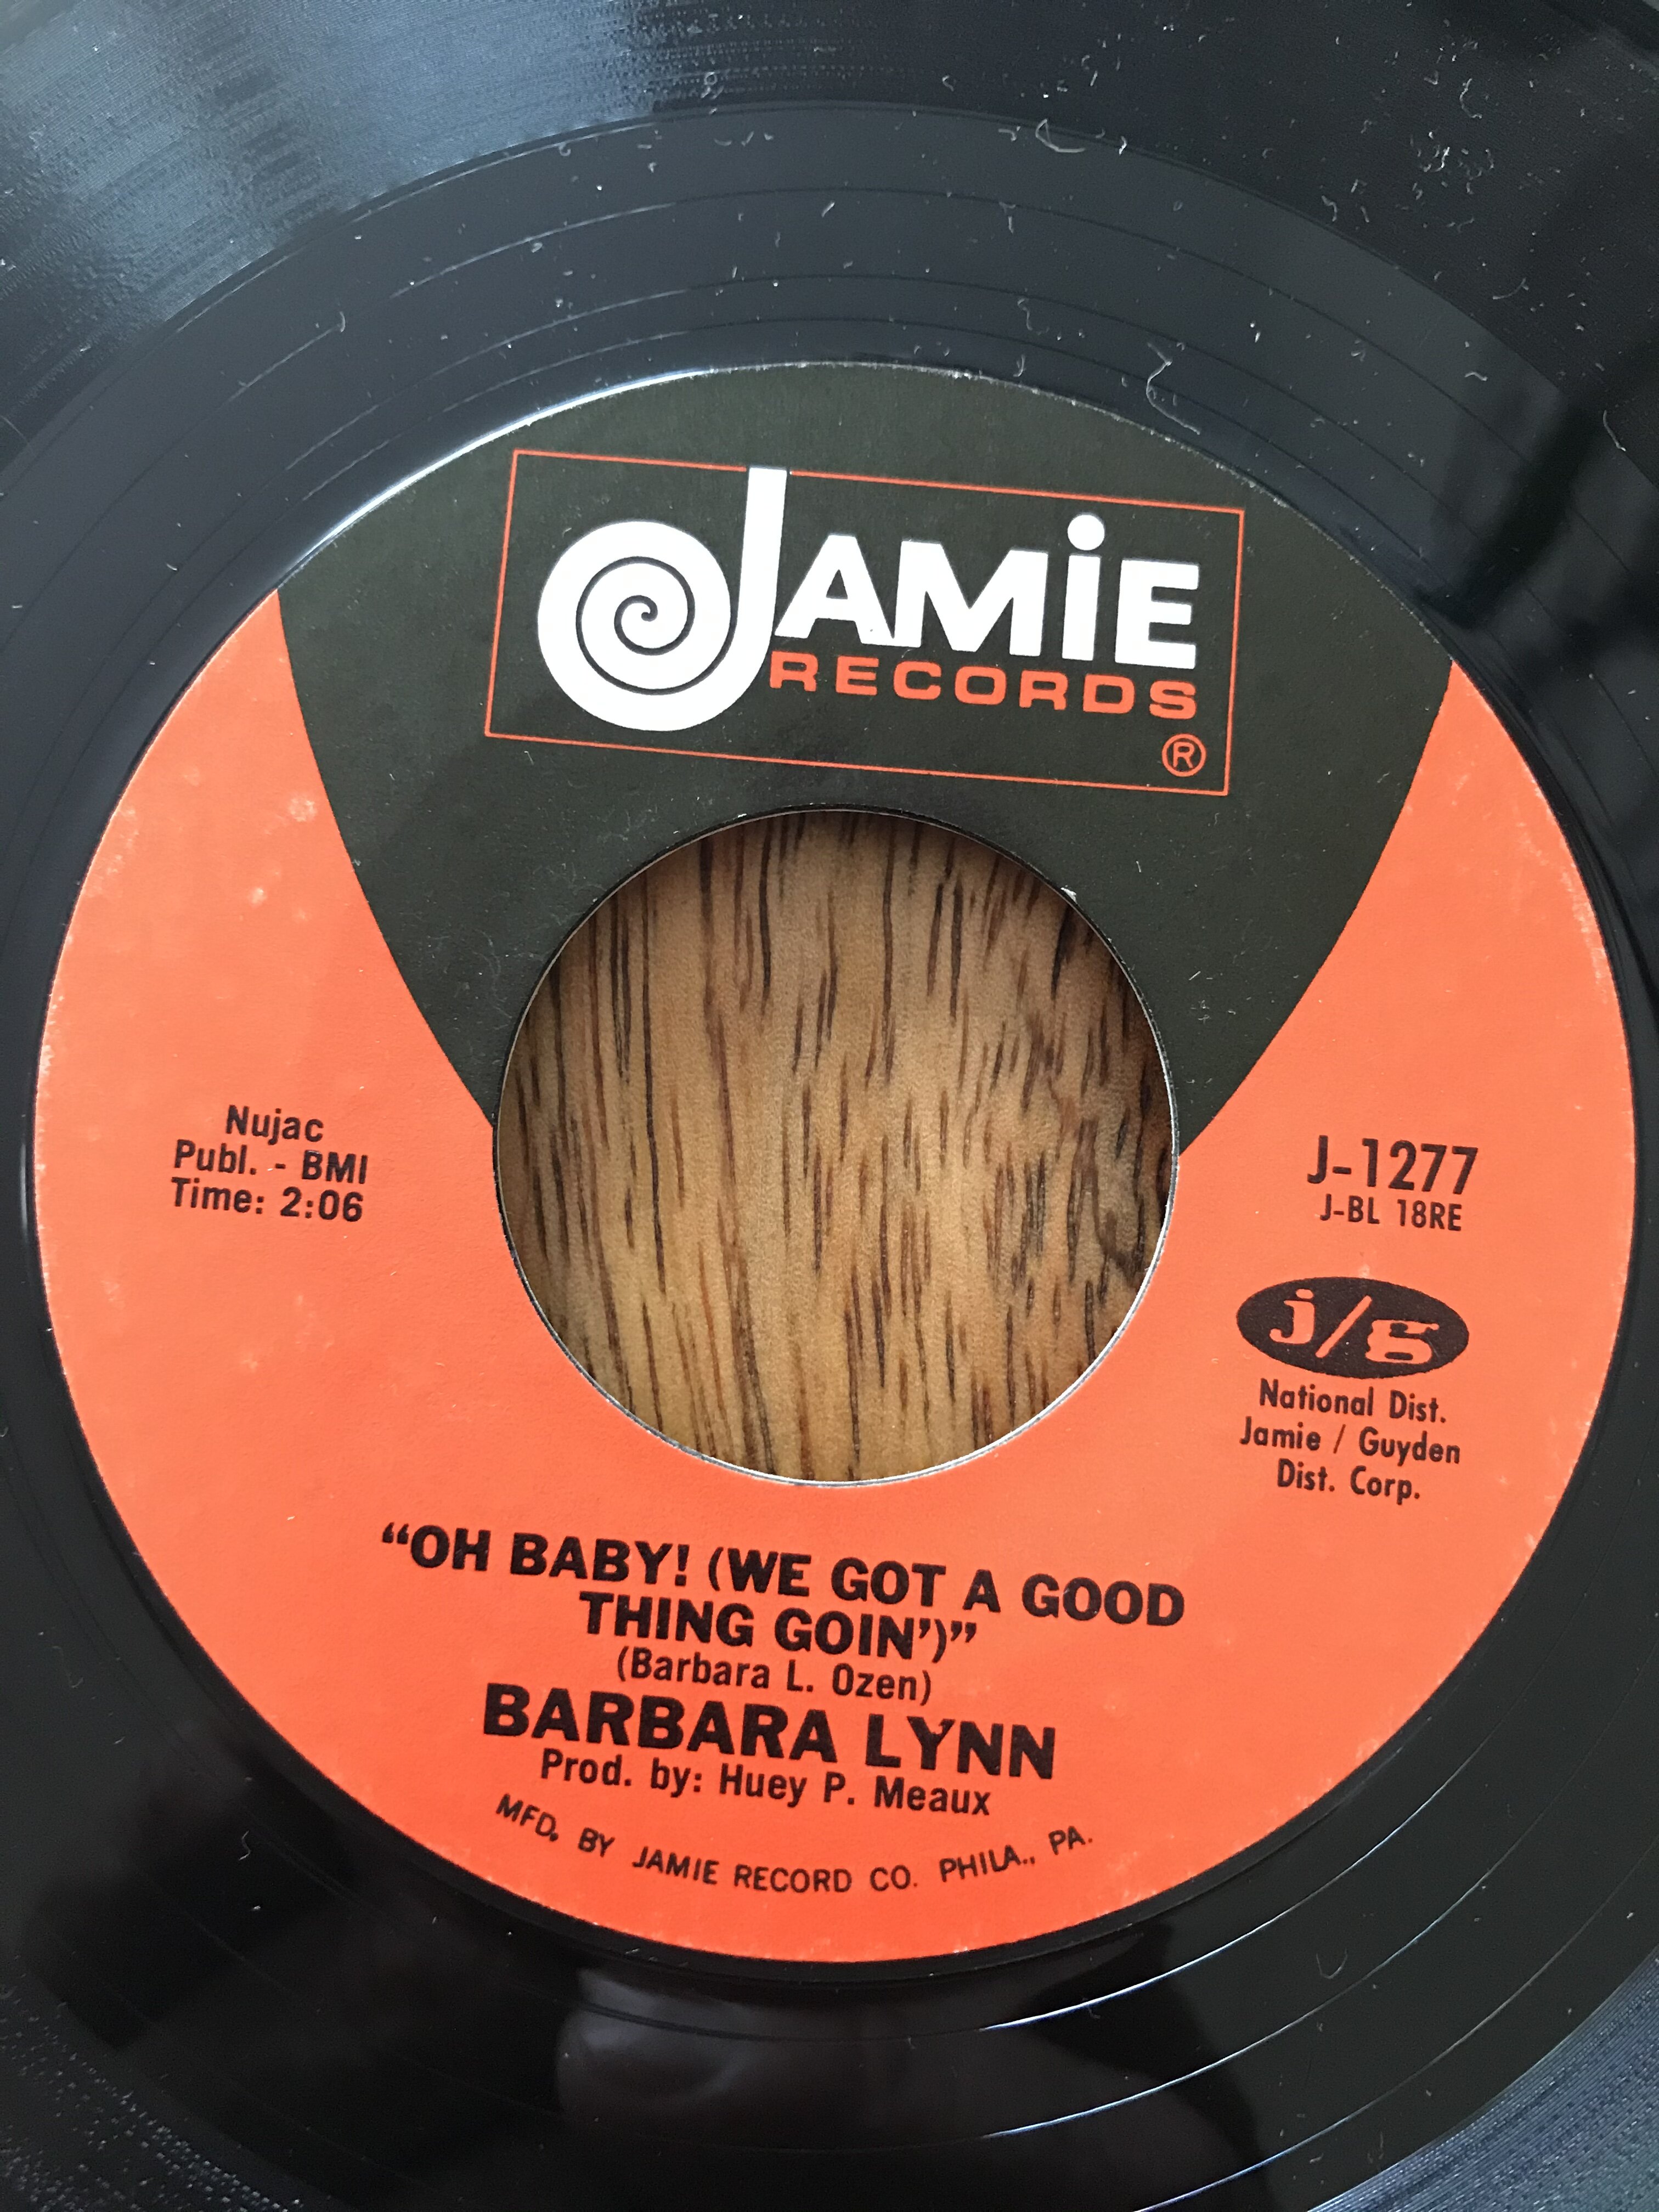 JAMiE
RECORDS
®
Nujac
Publ. - BMI
Time: 2:06
J-1277
J-BL 18RE
j/g
National Dist.
Jamie / Guyden
Dist. Corp.
“OH BABY! (WE GOT A GOOD
THING GOIN’)”
(Barbara L. Ozen)
BARBARA LYNN
Prod. by: Huey P. Meaux
MFD. BY JAMIE RECORD CO. PHILA., PA.